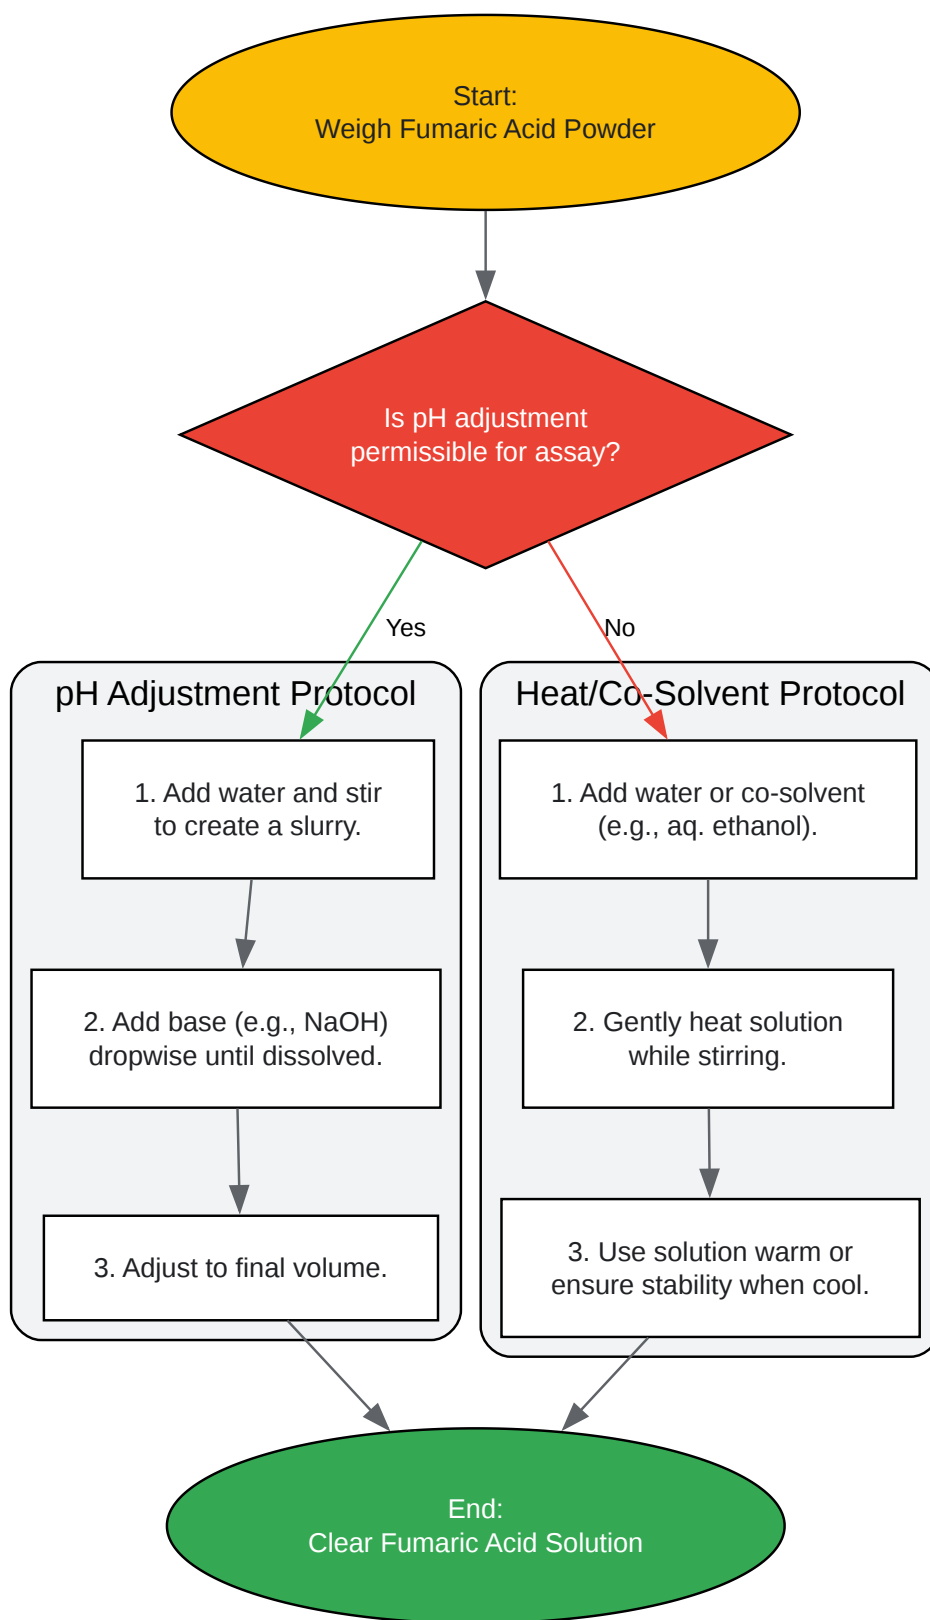 Start:
Weigh Fumaric Acid Powder
Is pH adjustment
permissible for assay?
Yes
No
pH Adjustment Protocol
1. Add water and stir
to create a slurry.
2. Add base (e.g., NaOH)
dropwise until dissolved.
3. Adjust to final volume.
Heat/Co-Solvent Protocol
1. Add water or co-solvent
(e.g., aq. ethanol).
2. Gently heat solution
while stirring.
3. Use solution warm or
ensure stability when cool.
End:
Clear Fumaric Acid Solution